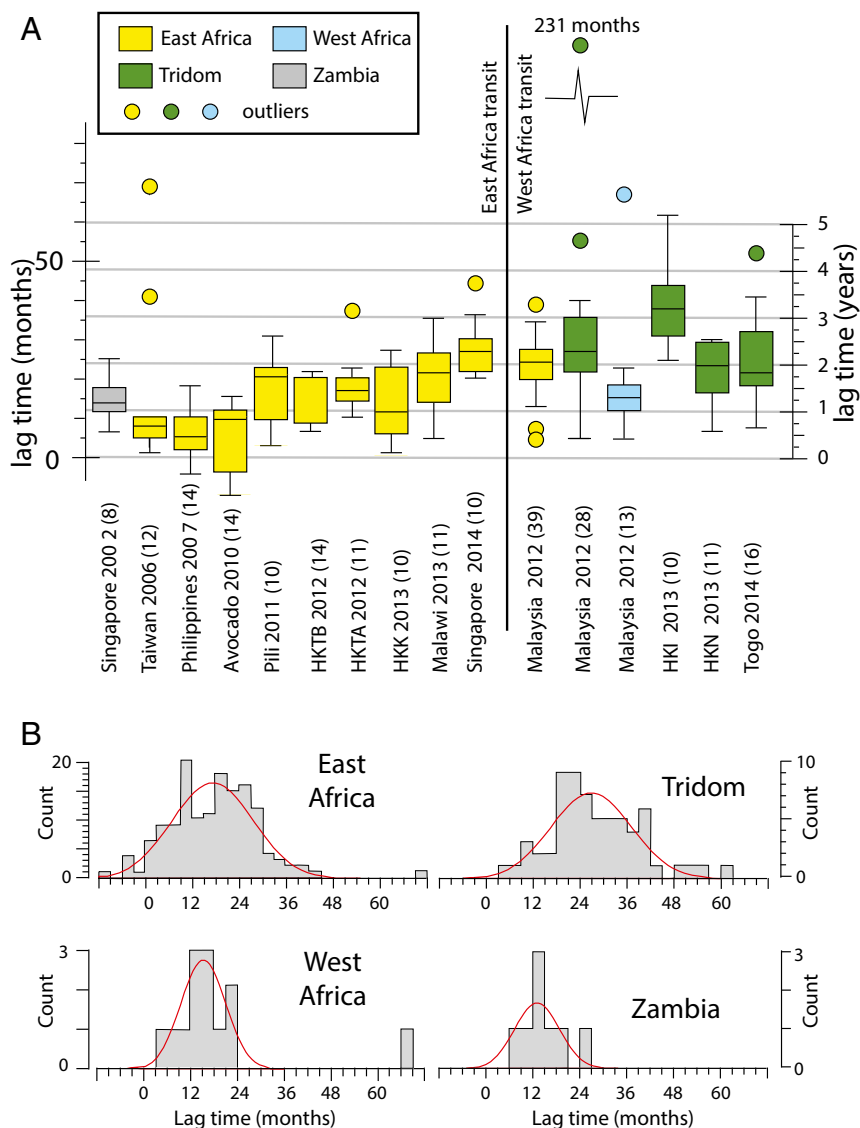 A
East Africa
West Africa
Tridom
Zambia
outliers
231 months
East Africa transit
West Africa transit
lag time (months)
50
0
lag time (years)
5
4
3
2
1
0
Singapore 200 2 (8)
Taiwan 2006 (12)
Philippines 200 7 (14)
Avocado 2010 (14)
Pili 2011 (10)
HKTB 2012 (14)
HKTA 2012 (11)
HKK 2013 (10)
Malawi 2013 (11)
Singapore 2014 (10)
Malaysia 2012 (39)
Malaysia 2012 (28)
Malaysia 2012 (13)
HKI 2013 (10)
HKN 2013 (11)
Togo 2014 (16)
B
20
10
0
Count
East
Africa
0 12 24 36 60
Tridom
10
0
Count
0 12 24 36 60
3
0
Count
West
Africa
0 12 24 36 60
Lag time (months)
Zambia
3
0
Count
0 12 24 36 60
Lag time (months)